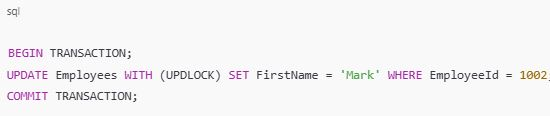 sql
BEGIN TRANSACTION;
UPDATE Employees WITH (UPDLOCK) SET FirstName = 'Mark' WHERE EmployeeId = 1002;
COMMIT TRANSACTION;